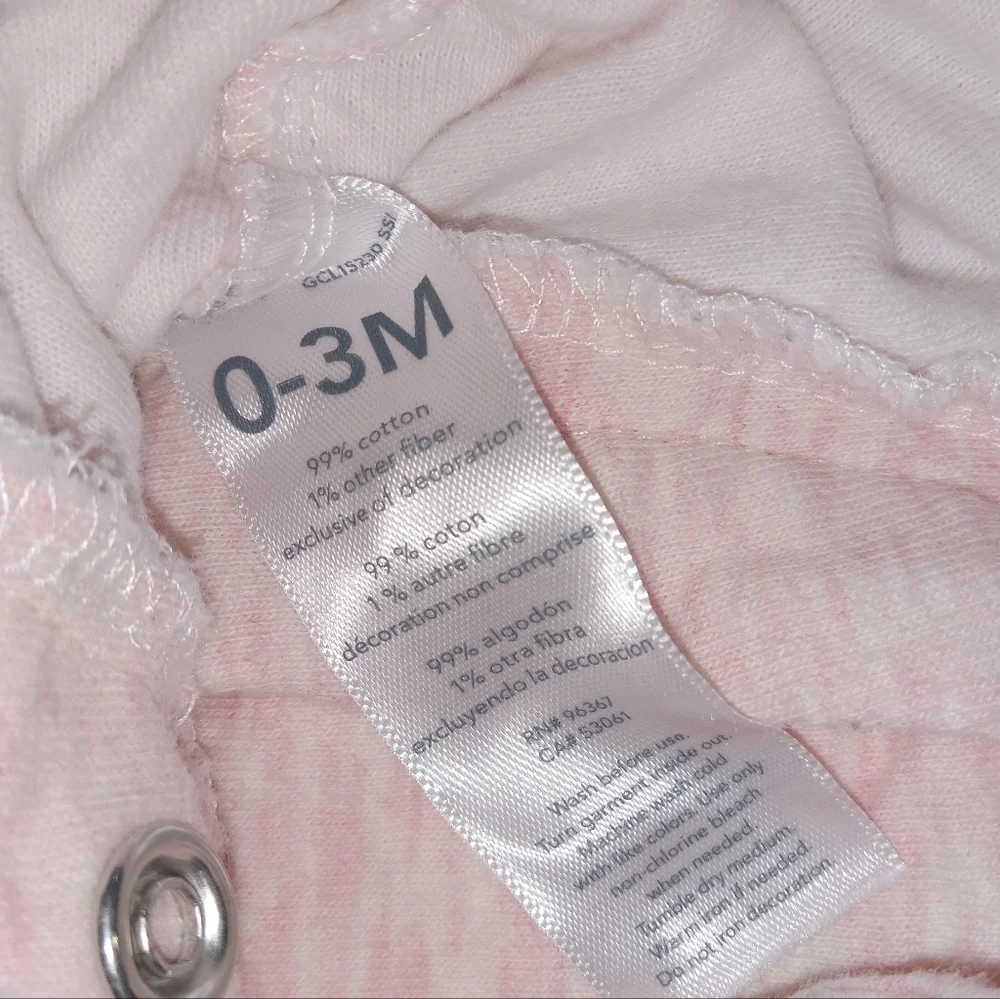 GCL15230 SS1
0-3M
99% cotton
1% other fiber
exclusive of decoration
99 % coton
1 % autre fibre
décoration non comprise
99% algodón
1% otra fibra
excluyendo la decoracion
RN# 96367
CA# 53061
Wash before use.
Turn garment inside out.
Machine wash cold
with like colors. Use only
non-chlorine bleach
when needed.
Tumble dry medium.
Warm iron if needed.
Do not iron decoration.